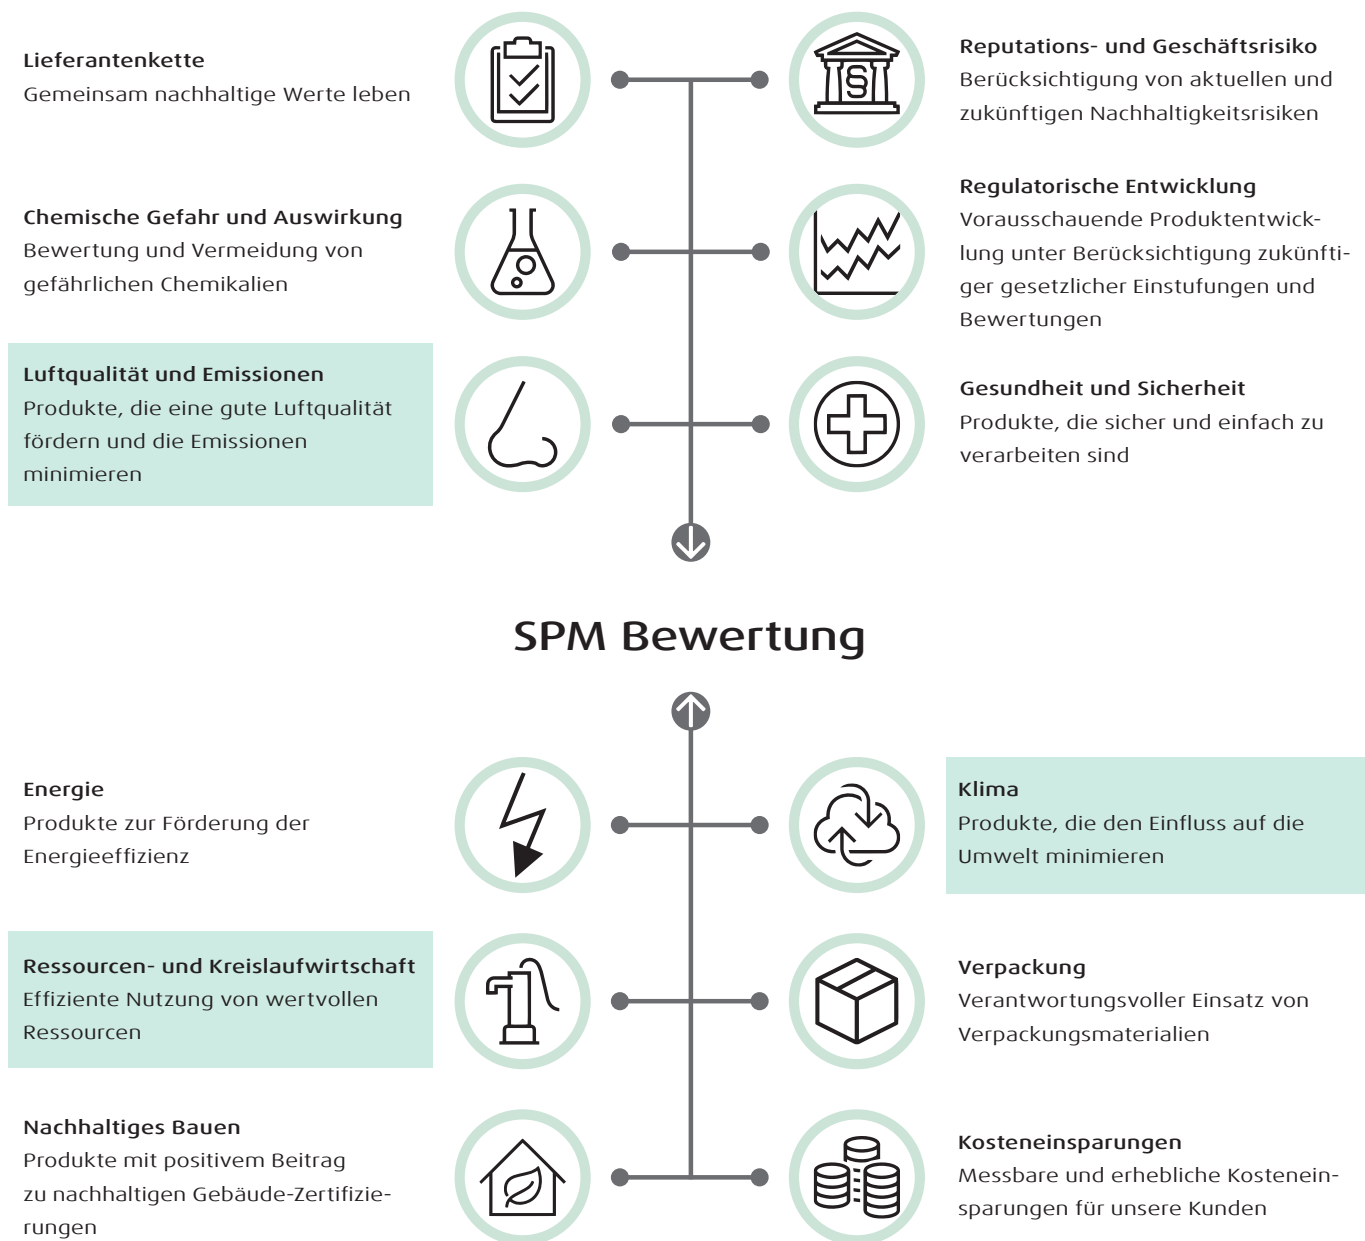 Lieferantenkette
Gemeinsam nachhaltige Werte leben
Reputations- und Geschäftsrisiko
Berücksichtigung von aktuellen und
zukünftigen Nachhaltigkeitsrisiken
Chemische Gefahr und Auswirkung
Bewertung und Vermeidung von
gefährlichen Chemikalien
Regulatorische Entwicklung
Vorausschauende Produktentwick-
lung unter Berücksichtigung zukünfti-
ger gesetzlicher Einstufungen und
Bewertungen
Luftqualität und Emissionen
Produkte, die eine gute Luftqualität
fördern und die Emissionen
minimieren
Gesundheit und Sicherheit
Produkte, die sicher und einfach zu
verarbeiten sind
§
SPM Bewertung
Energie
Produkte zur Förderung der
Energieeffizienz
Klima
Produkte, die den Einfluss auf die
Umwelt minimieren
Ressourcen- und Kreislaufwirtschaft
Effiziente Nutzung von wertvollen
Ressourcen
Verpackung
Verantwortungsvoller Einsatz von
Verpackungsmaterialien
Nachhaltiges Bauen
Produkte mit positivem Beitrag
zu nachhaltigen Gebäude-Zertifizie-
rungen
Kosteneinsparungen
Messbare und erhebliche Kostenein-
sparungen für unsere Kunden